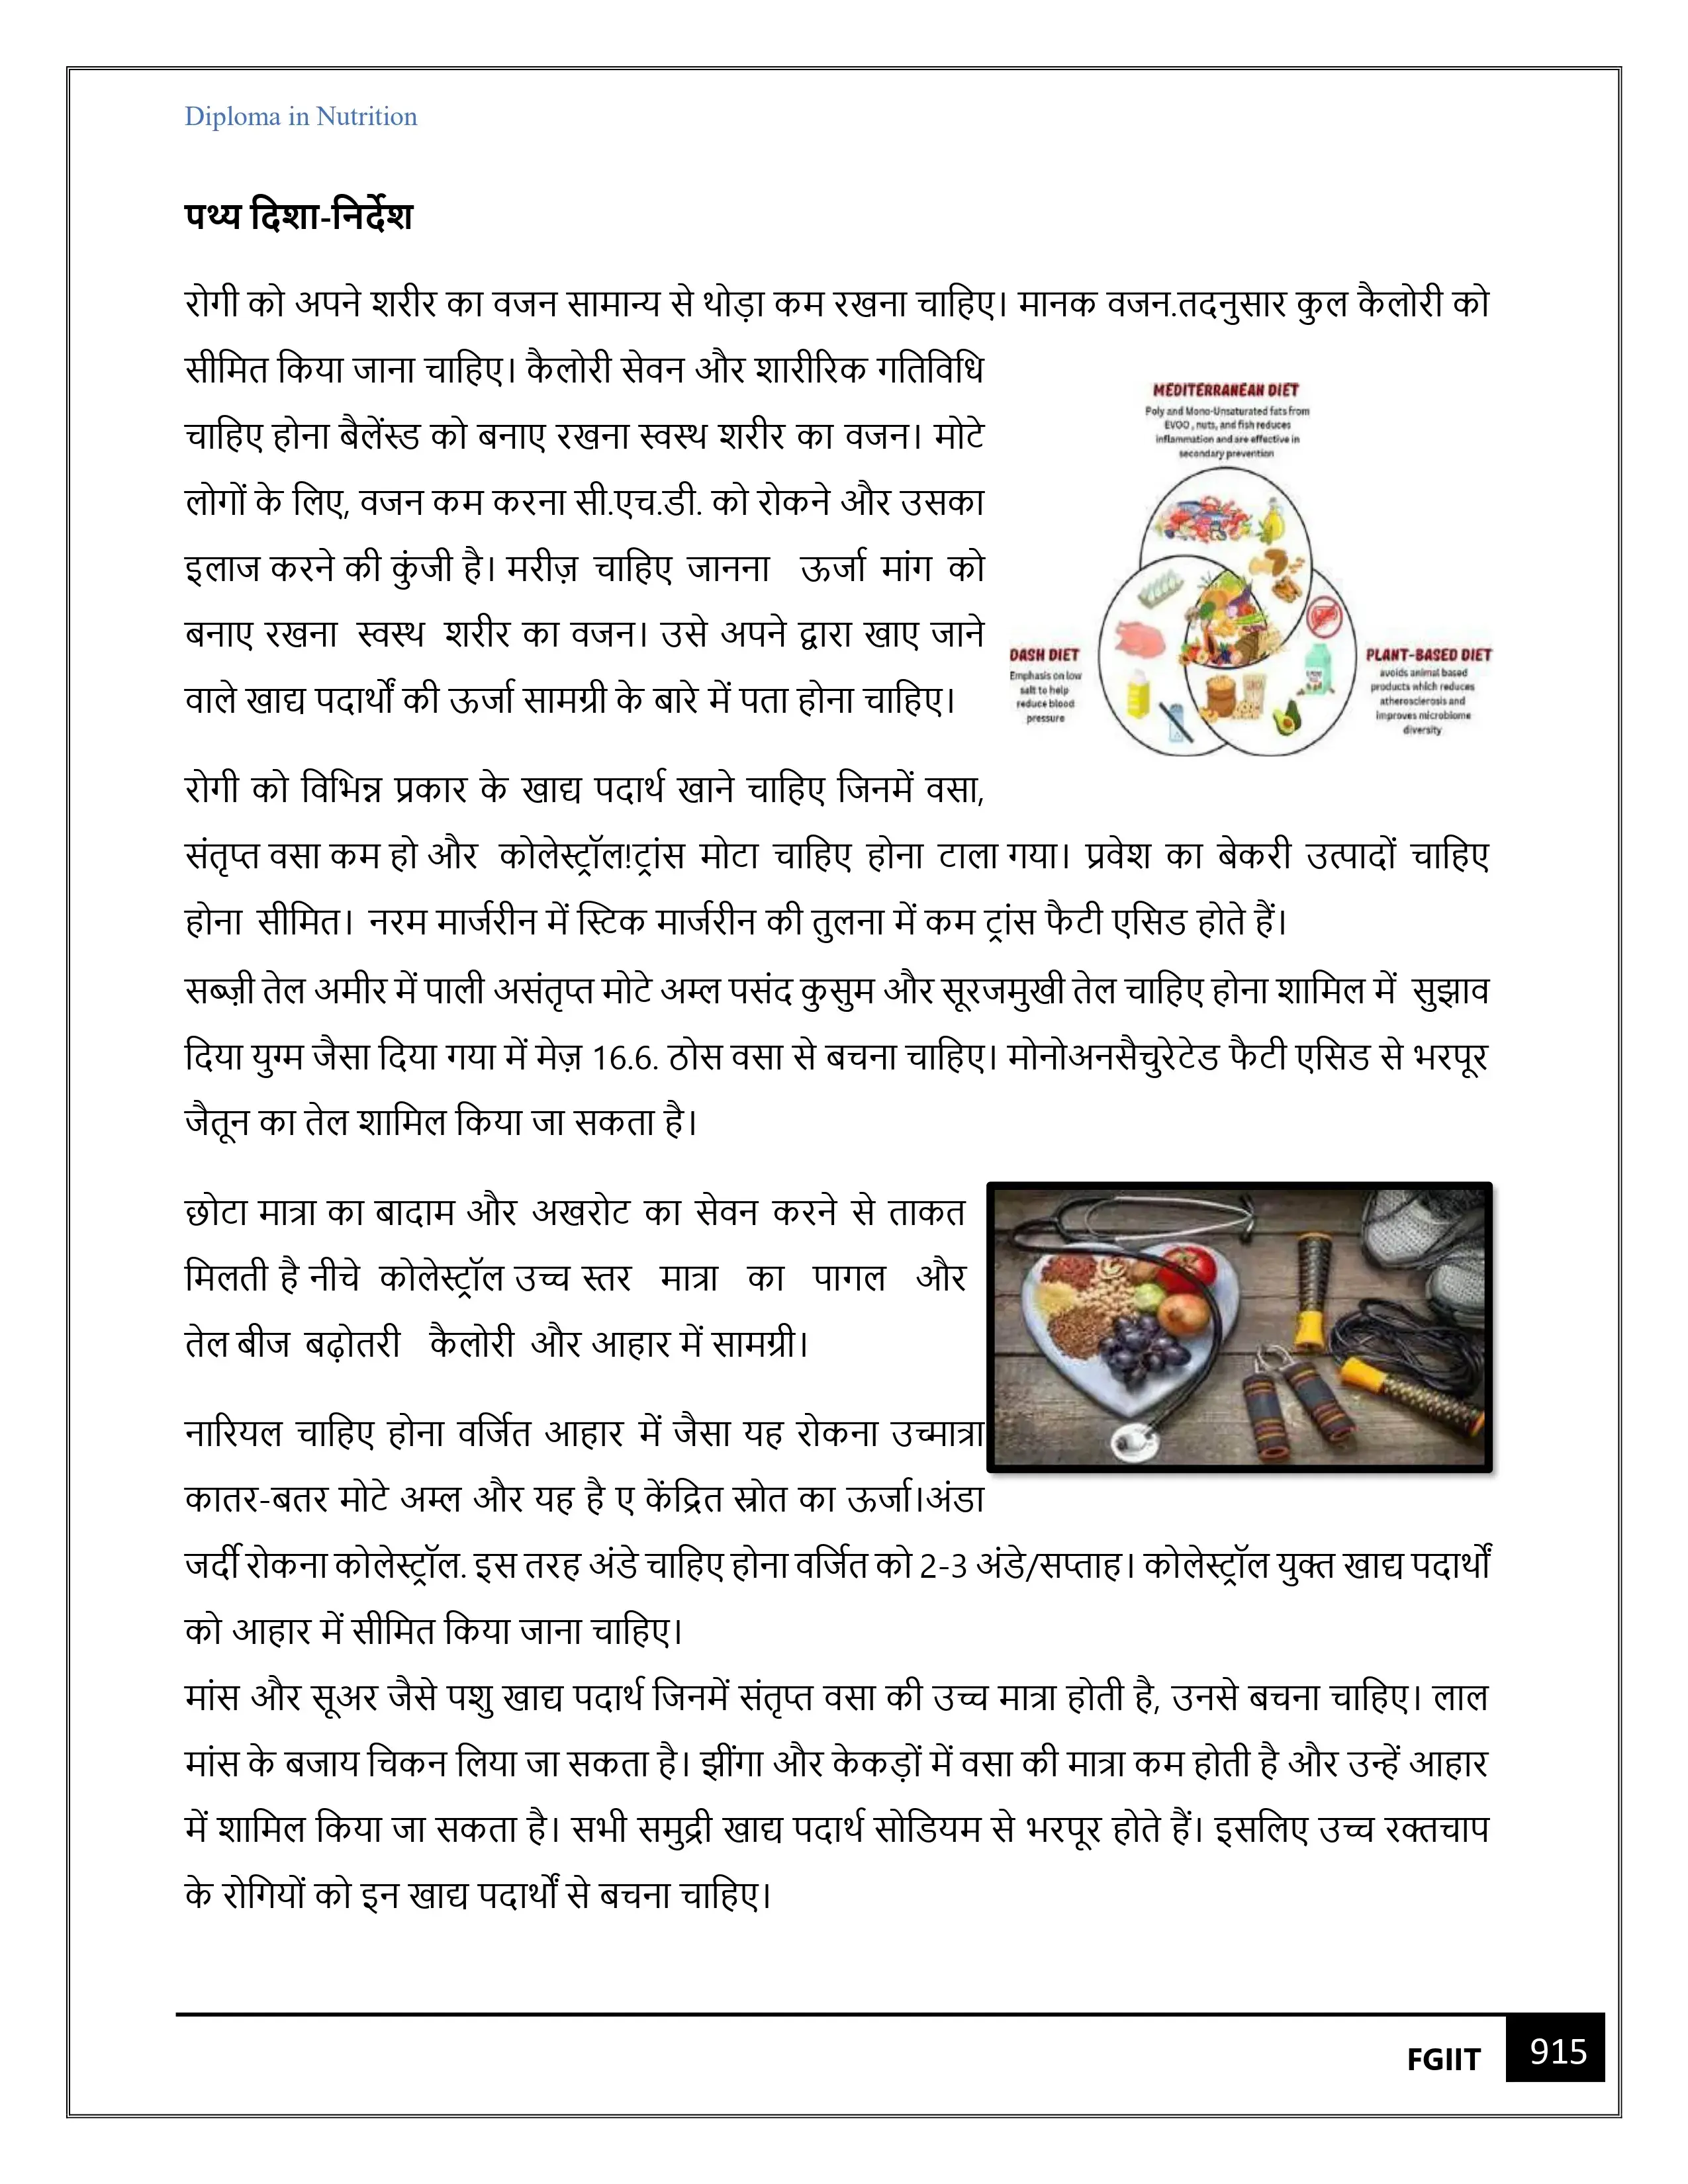 Diploma in Nutrition
पथ्य दिशा-निर्देश
रोगी को अपने शरीर का वजन सामान्य से थोड़ा कम रखना चाहिए। मानक वजन.तदनुसार कुल कैलोरी को
सीमित किया जाना चाहिए। कैलोरी सेवन और शारीरिक गतिविधि
चाहिए होना बैलेंस्ड को बनाए रखना स्वस्थ शरीर का वजन। मोटे
लोगों के लिए, वजन कम करना सी.एच.डी. को रोकने और उसका
इलाज करने की कुंजी है। मरीज़ चाहिए जानना ऊर्जा मांग को
बनाए रखना स्वस्थ शरीर का वजन। उसे अपने द्वारा खाए जाने
वाले खाद्य पदार्थों की ऊर्जा सामग्री के बारे में पता होना चाहिए।
MEDITERRANEAN DIET
Poly and Mono-Unsaturated fats from
EVOO , nuts, and fish reduces
inflammation and are effective in
secondary prevention
DASH DIET
Emphasis on low
salt to help
reduce blood
pressure
PLANT-BASED DIET
avoids animal based
products which reduces
atherosclerosis and
improves microbiome
diversity
रोगी को विभिन्न प्रकार के खाद्य पदार्थ खाने चाहिए जिनमें वसा,
संतृप्त वसा कम हो और कोलेस्ट्रॉल!ट्रांस मोटा चाहिए होना टाला गया। प्रवेश का बेकरी उत्पादों चाहिए
होना सीमित। नरम मार्जरीन में स्टिक मार्जरीन की तुलना में कम ट्रांस फैटी एसिड होते हैं।
सब्ज़ी तेल अमीर में पाली असंतृप्त मोटे अम्ल पसंद कुसुम और सूरजमुखी तेल चाहिए होना शामिल में सुझाव
दिया युग्म जैसा दिया गया में मेज़ 16.6. ठोस वसा से बचना चाहिए। मोनोअनसैचुरेटेड फैटी एसिड से भरपूर
जैतून का तेल शामिल किया जा सकता है।
छोटा मात्रा का बादाम और अखरोट का सेवन करने से ताकत
मिलती है नीचे कोलेस्ट्रॉल उच्च स्तर मात्रा का पागल और
तेल बीज बढ़ोतरी कैलोरी और आहार में सामग्री।
नारियल चाहिए होना वर्जित आहार में जैसा यह रोकना उच्मात्रा
कातर-बतर मोटे अम्ल और यह है ए केंद्रित स्रोत का ऊर्जा।अंडा
जर्दी रोकना कोलेस्ट्रॉल. इस तरह अंडे चाहिए होना वर्जित को 2-3 अंडे/सप्ताह। कोलेस्ट्रॉल युक्त खाद्य पदार्थों
को आहार में सीमित किया जाना चाहिए।
मांस और सूअर जैसे पशु खाद्य पदार्थ जिनमें संतृप्त वसा की उच्च मात्रा होती है, उनसे बचना चाहिए। लाल
मांस के बजाय चिकन लिया जा सकता है। झींगा और केकड़ों में वसा की मात्रा कम होती है और उन्हें आहार
में शामिल किया जा सकता है। सभी समुद्री खाद्य पदार्थ सोडियम से भरपूर होते हैं। इसलिए उच्च रक्तचाप
के रोगियों को इन खाद्य पदार्थों से बचना चाहिए।
FGIIT 915